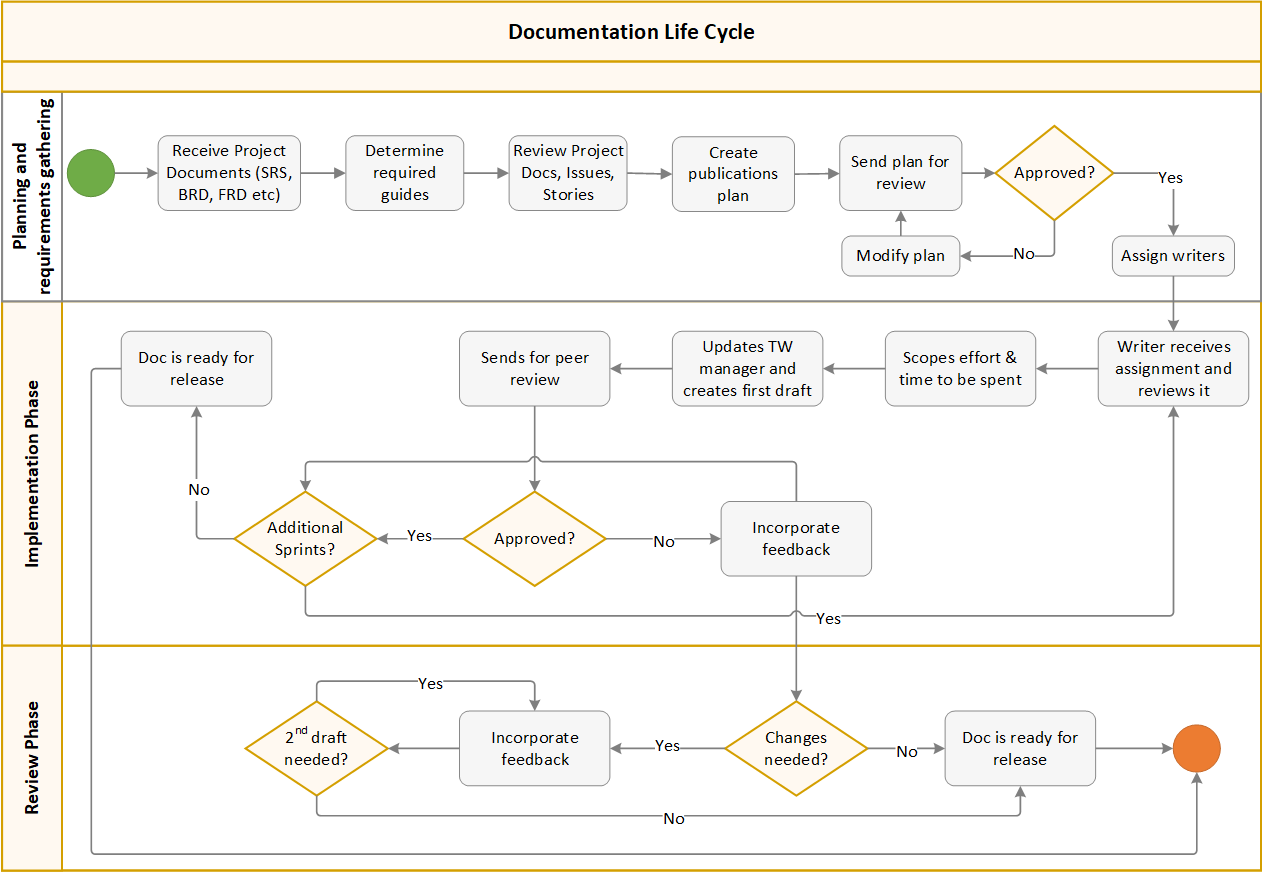 Documentation Life Cycle
Planning and
requirements gathering
Receive Project
Documents (SRS,
BRD, FRD etc)
Determine
required
guides
Review Project
Docs, Issues,
Stories
Create
publications
plan
Send plan for
review
Approved?
Yes
No
Modify plan
Assign writers
Implementation Phase
Doc is ready for
release
Sends for peer
review
Updates TW
manager and
creates first draft
Scopes effort &
time to be spent
Writer receives
assignment and
reviews it
No
Additional
Sprints?
Yes
Approved?
No
Incorporate
feedback
Yes
Review Phase
Yes
2nd draft
needed?
Incorporate
feedback
Yes
Changes
needed?
No
Doc is ready for
release
No